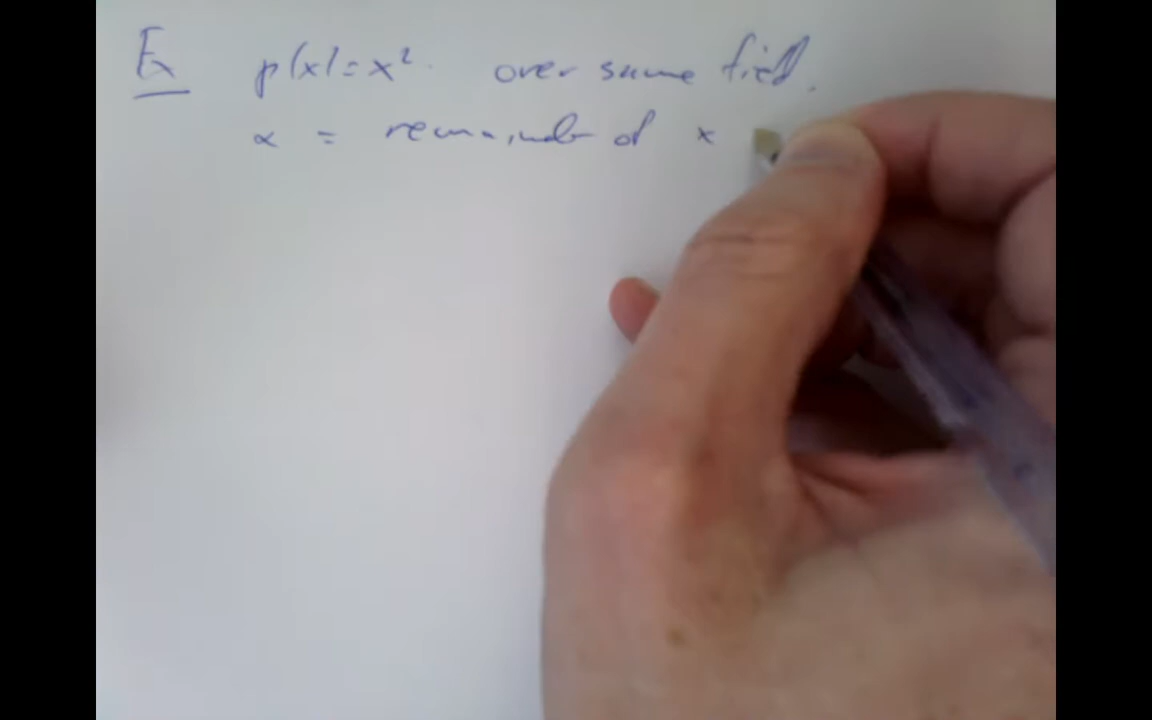 Ex p(x) = x² over some field.
α = remainder of x